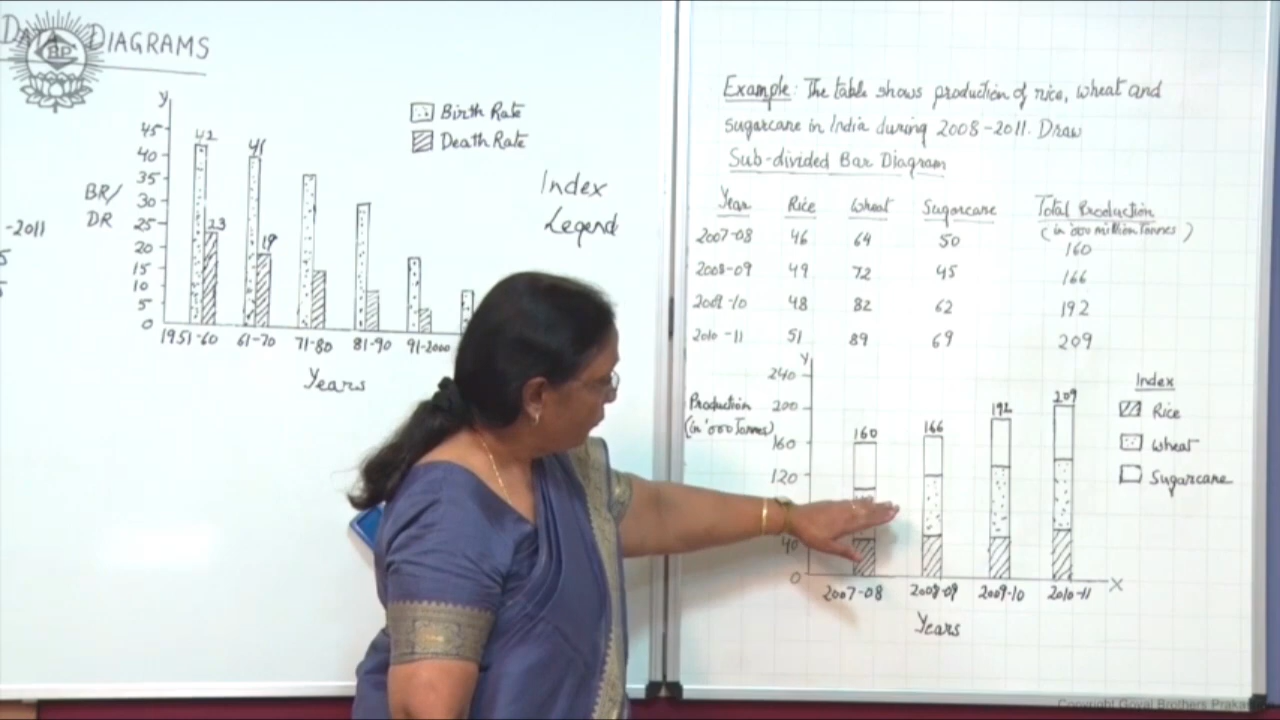 DIAGRAMS
Birth Rate
Death Rate
Index
Legend
-2011
Y
BR/
DR
45
40
35
30
25
20
15
10
5
0
41
23
19
1951-60 61-70 71-80 81-90 91-2000
Years
Example: The table shows production of rice, wheat and
sugarcane in India during 2008-2011. Draw
Sub-divided Bar Diagram
Year Rice Wheat Sugarcane Total Production
(in '000 million Tonnes)
2007-08 46 64 50 160
2008-09 49 72 45 166
48 82 62 192
2010-11 51 89 69 209
Y
Production
(in '000 Tonnes)
240
200
160
120
40
0
160 166 192 209
2007-08 2008-09 2009-10 2010-11 X
Years
Index
Rice
Wheat
Sugarcane
Copyright Goyal Brothers